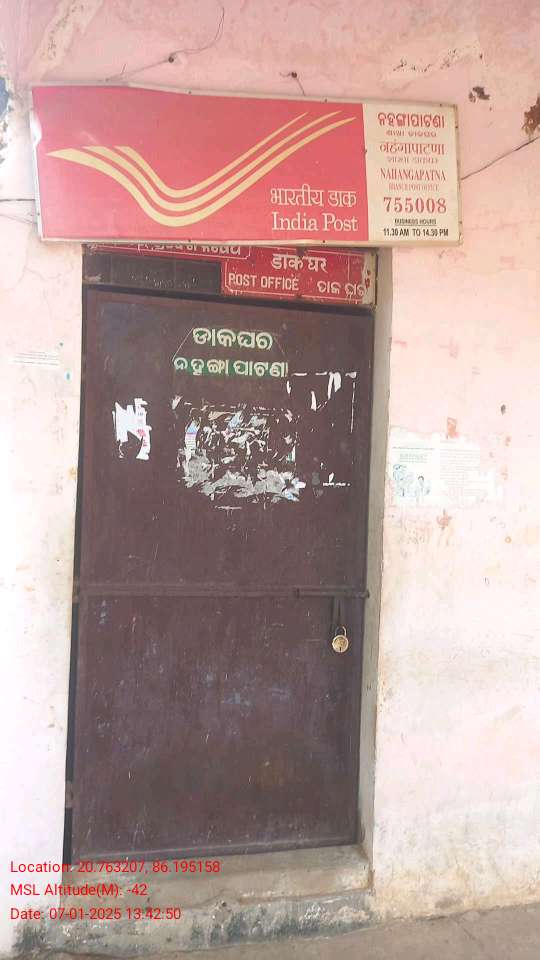 भारतीय डाक
India Post
ନହଙ୍ଗାପାଟଣା
ଶାଖା ଡାକଘର
नहंगापाटणा
शाखा डाकघर
NAHANGAPATNA
BRANCH POST OFFICE
755008
BUSINESS HOURS
11.30 AM TO 14.30 PM
डाक घर
POST OFFICE
ଡାକ ଘର
ଡାକଘର
ନହଙ୍ଗା ପାଟଣା
Location: 20.763207, 86.195158
MSL Altitude(M): -42
Date: 07-01-2025 13:42:50